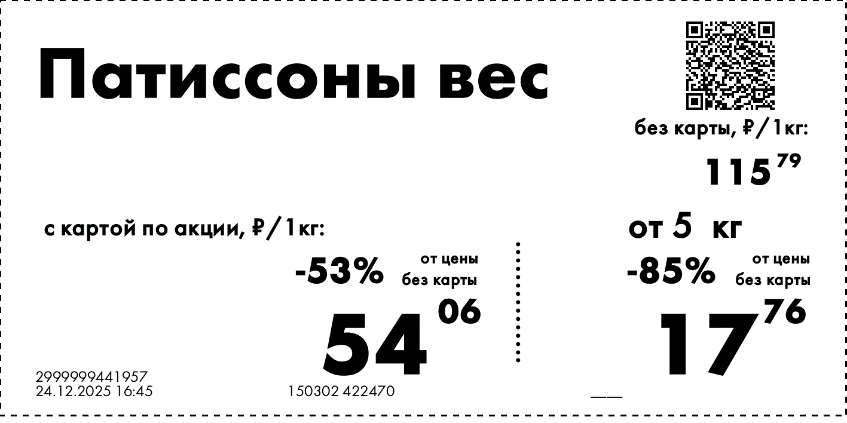 Патиссоны вес
без карты, ₽/1кг:
115 79
с картой по акции, ₽/1кг:
-53% от цены
без карты
54 06
от 5 кг
-85% от цены
без карты
17 76
2999999441957
24.12.2025 16:45
150302 422470